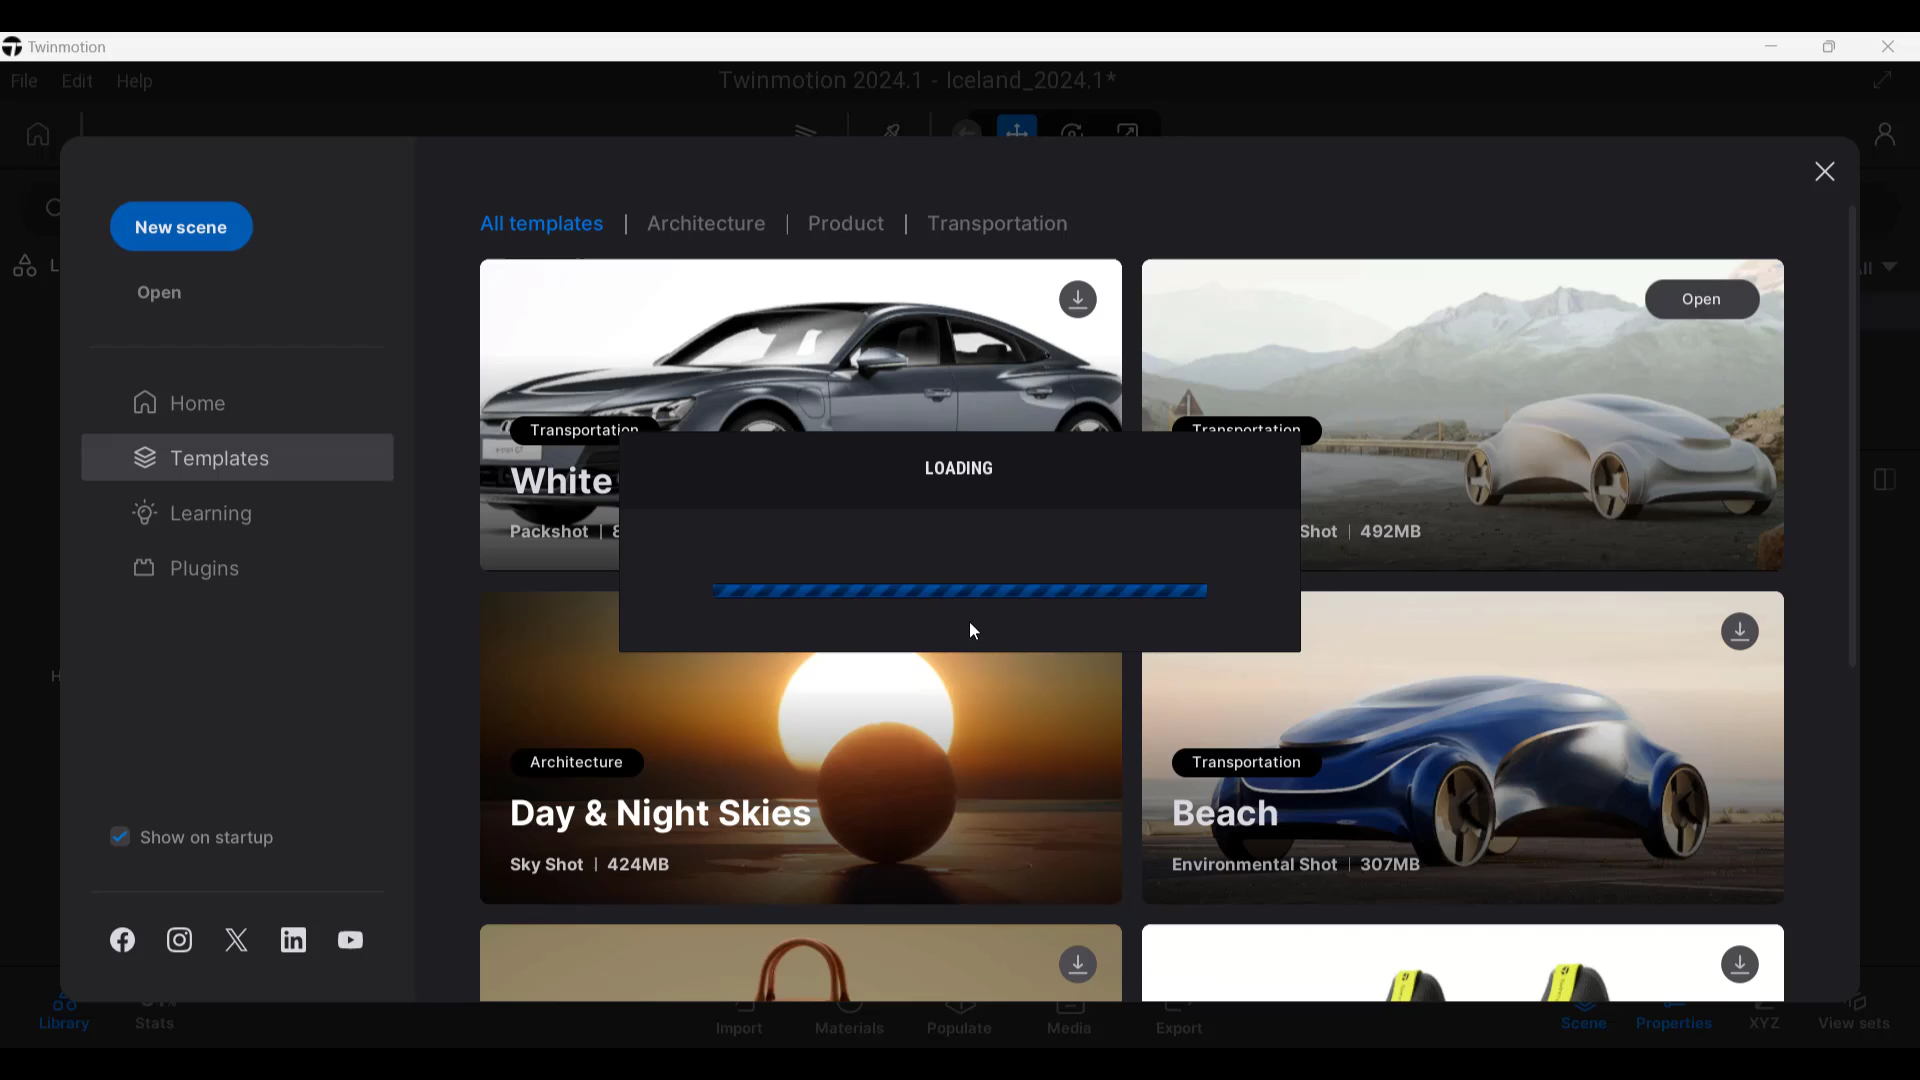 Twinmotion
File Edit Help
Twinmotion 2024.1 - Iceland_2024.1*
New scene
Open
Home
Templates
Learning
Plugins
Show on startup
All templates | Architecture | Product | Transportation
Transportation
White
Packshot |
Open
Transportation
Shot | 492MB
LOADING
Architecture
Day & Night Skies
Sky Shot | 424MB
Transportation
Beach
Environmental Shot | 307MB
Library
Stats
Import
Materials
Populate
Media
Export
Scene
Properties
XYZ
View sets